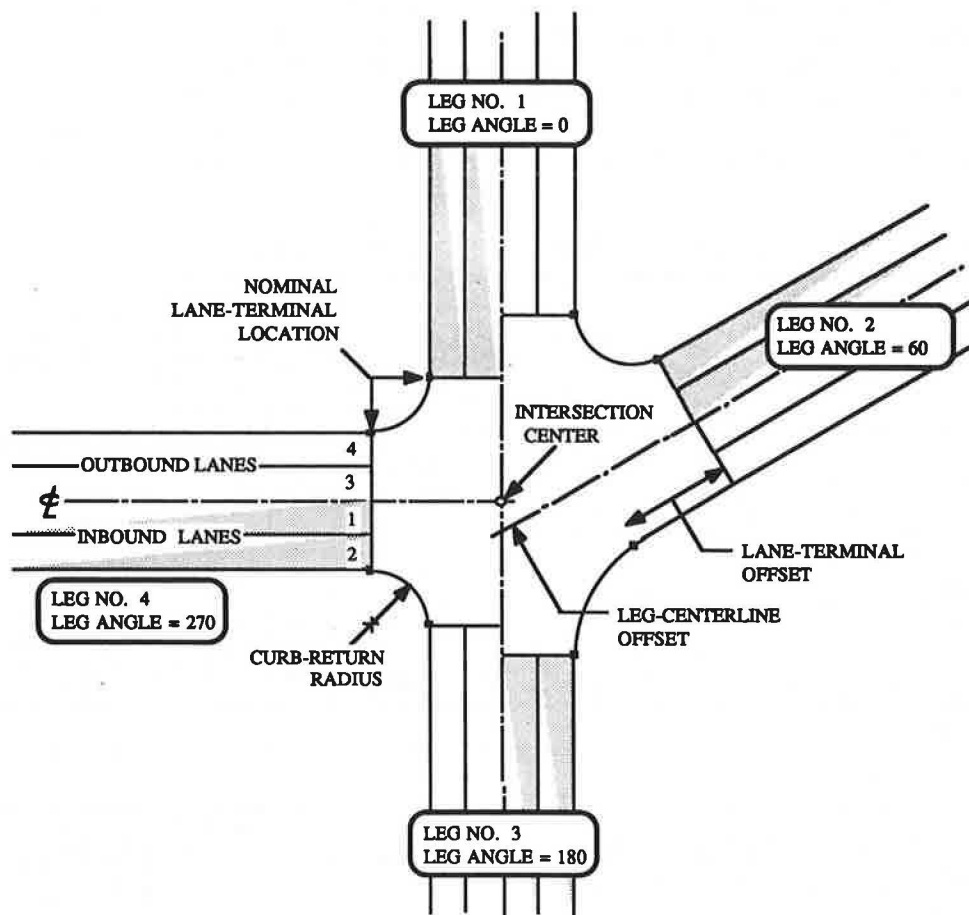 LEG NO. 1
LEG ANGLE = 0
NOMINAL
LANE-TERMINAL
LOCATION
LEG NO. 2
LEG ANGLE = 60
INTERSECTION
CENTER
4
OUTBOUND LANES
3
℄
1
INBOUND LANES
2
LANE-TERMINAL
OFFSET
LEG NO. 4
LEG ANGLE = 270
LEG-CENTERLINE
OFFSET
CURB-RETURN
RADIUS
LEG NO. 3
LEG ANGLE = 180